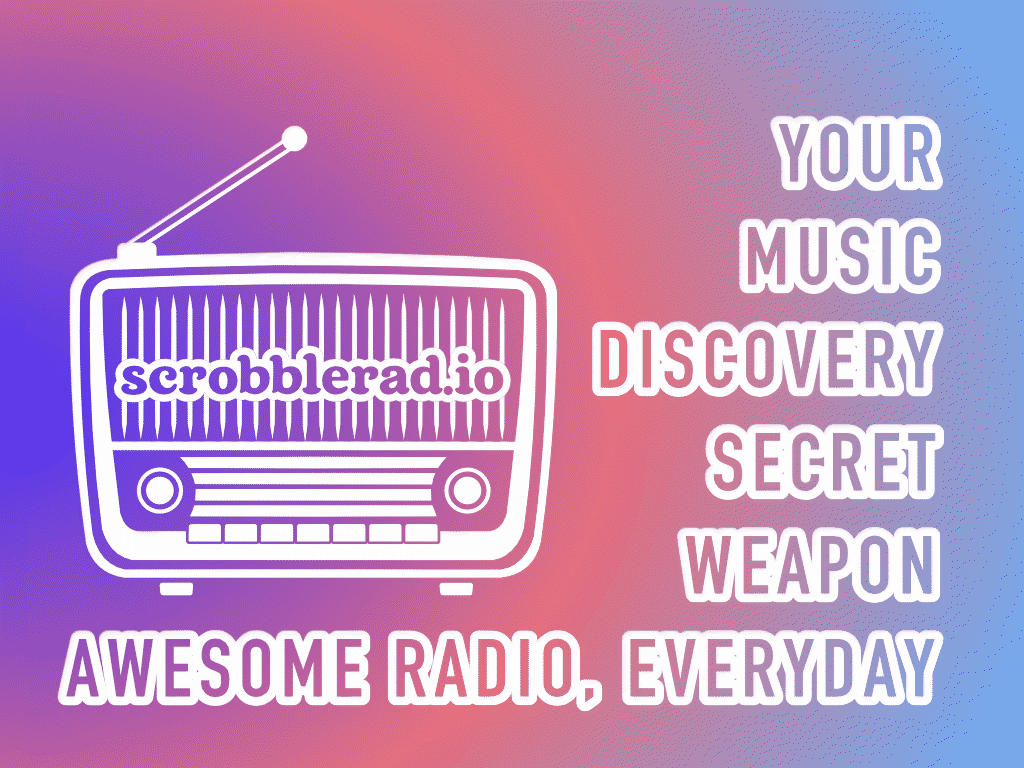 scrobblerad.io
YOUR
MUSIC
DISCOVERY
SECRET
WEAPON
AWESOME RADIO, EVERYDAY